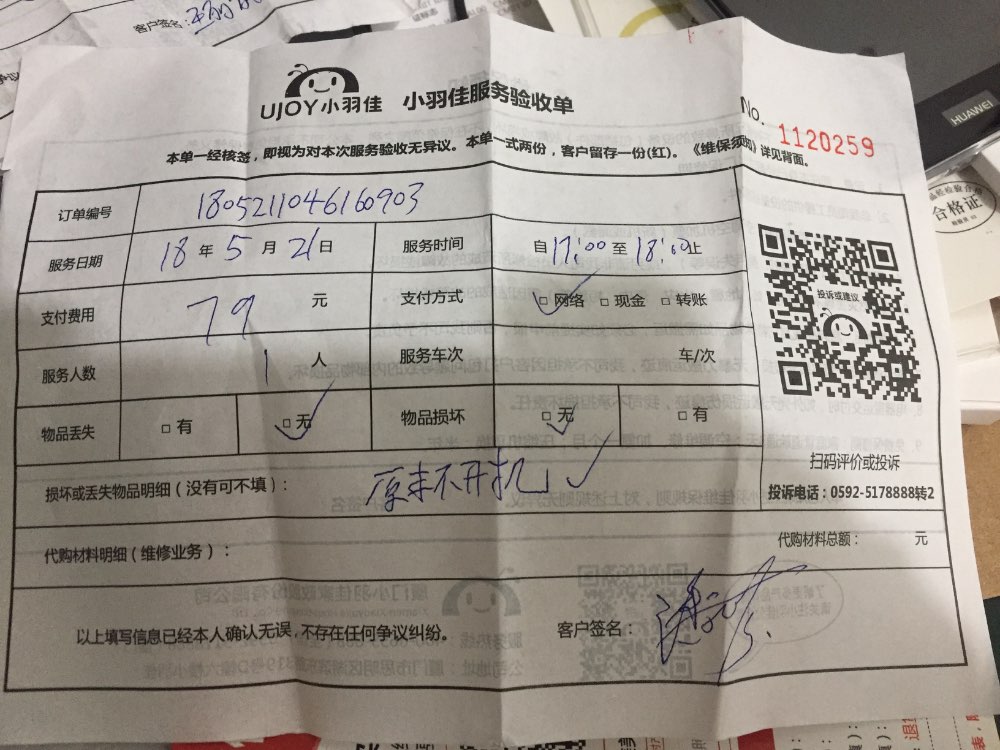 客户签名:
UJOY小羽佳 小羽佳服务验收单
No. 1120259
HUAWEI
本单一经核签，即视为对本次服务验收无异议。本单一式两份，客户留存一份(红)。《维保须知》详见背面。
合格证
订单编号 1805211046160903
服务日期 18 年 5 月 21 日 服务时间 自 17:00 至 18:00 止
支付费用 79 元 支付方式 □ 网络 □ 现金 □ 转账
投诉或建议
服务人数 1 人 服务车次 车/次
物品丢失 □ 有 □ 无 物品损坏 □ 无 □ 有
扫码评价或投诉
损坏或丢失物品明细（没有可不填）： 原来不开机
投诉电话：0592-5178888转2
代购材料明细（维修业务）： 代购材料总额： 元
以上填写信息已经本人确认无误，不存在任何争议纠纷。 客户签名：